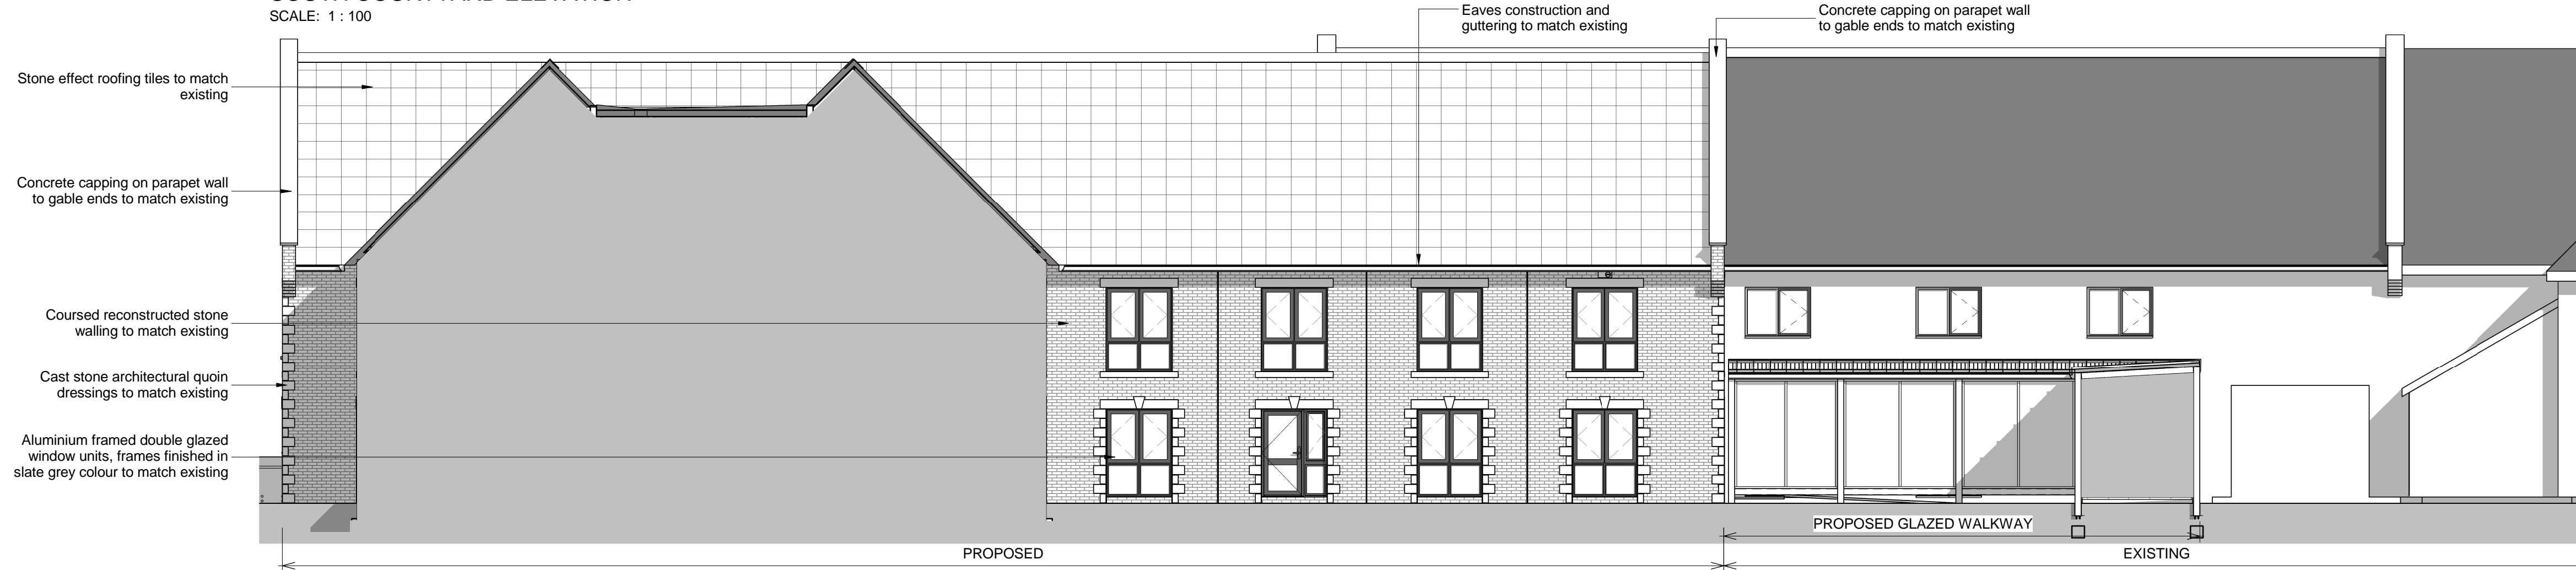 SCALE: 1 : 100
Eaves construction and
guttering to match existing
Concrete capping on parapet wall
to gable ends to match existing
Stone effect roofing tiles to match
existing
Concrete capping on parapet wall
to gable ends to match existing
Coursed reconstructed stone
walling to match existing
Cast stone architectural quoin
dressings to match existing
Aluminium framed double glazed
window units, frames finished in
slate grey colour to match existing
PROPOSED GLAZED WALKWAY
PROPOSED
EXISTING